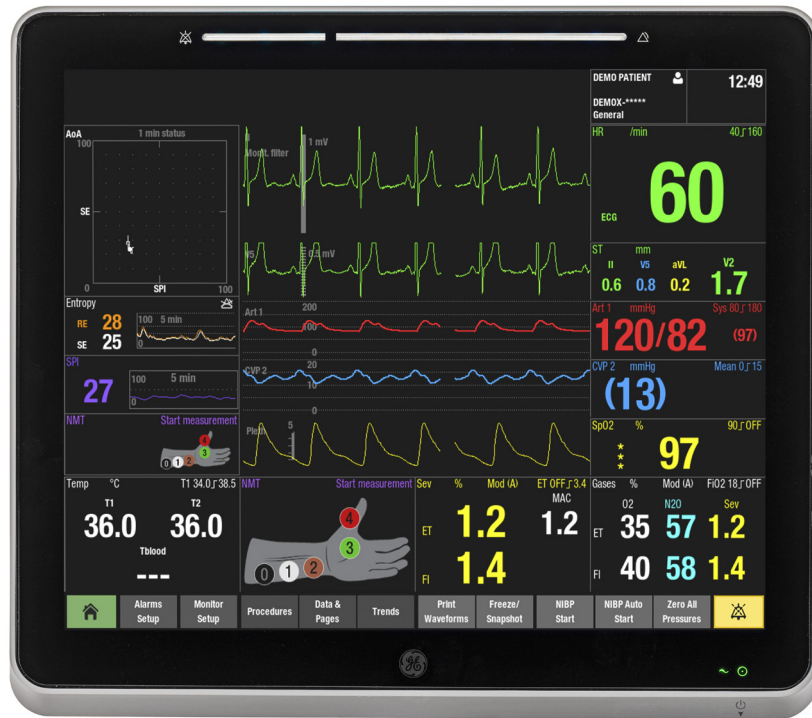 DEMO PATIENT
12:49
DEMOX-*****
General
AoA
1 min status
100
SE
0
SPI
100
II
Monit. filter
1 mV
V5
0.5 mV
HR /min 40 160
60
ECG
ST mm
II V5 aVL V2
0.6 0.8 0.2 1.7
Entropy
RE 28
SE 25
100 5 min
0
Art 1
200
100
0
Art 1 mmHg Sys 80 180
120/82 (97)
SPI
27
100 5 min
0
CVP 2
20
10
0
CVP 2 mmHg Mean 0 15
(13)
NMT Start measurement
0 1 2 3 4
Pleth
5
SpO2 % 90 OFF
***
97
Temp °C T1 34.0 38.5
T1 T2
36.0 36.0
Tblood
---
NMT Start measurement
0 1 2 3 4
Sev % Mod (A) ET OFF 3.4
MAC
ET 1.2 1.2
FI 1.4
Gases % Mod (A) FiO2 18 OFF
O2 N2O Sev
ET 35 57 1.2
FI 40 58 1.4
Alarms
Setup
Monitor
Setup
Procedures
Data &
Pages
Trends
Print
Waveforms
Freeze/
Snapshot
NIBP
Start
NIBP Auto
Start
Zero All
Pressures
GE